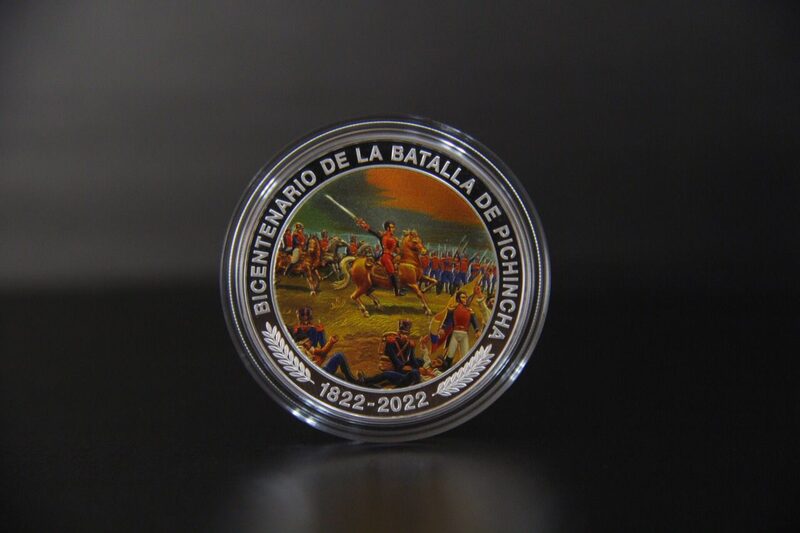 BICENTENARIO DE LA BATALLA DE PICHINCHA
1822-2022